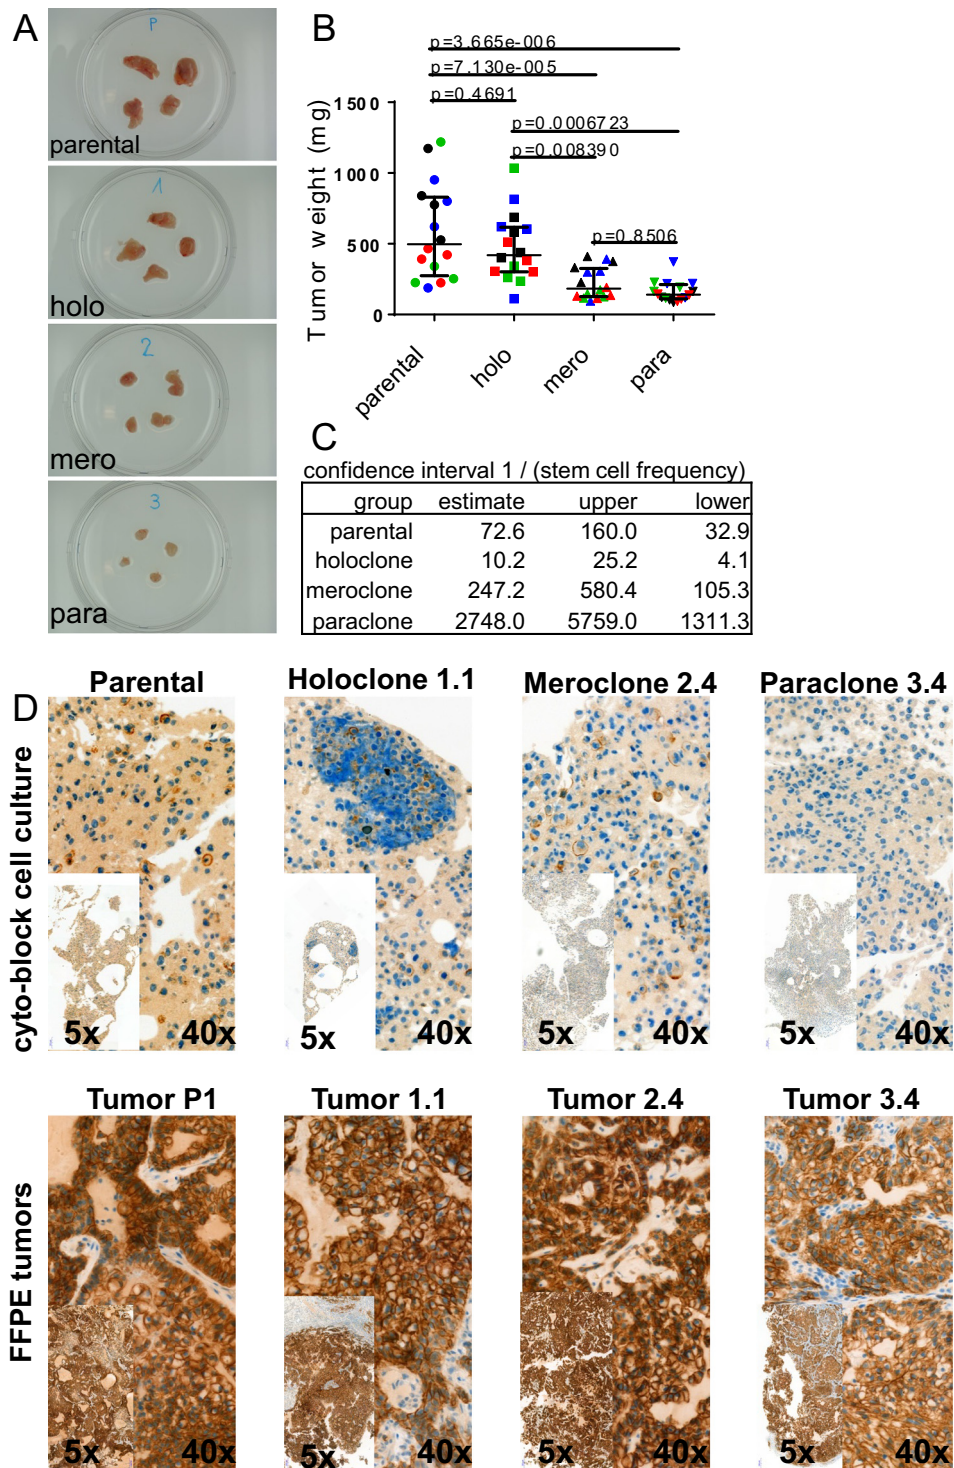 A
P
parental
1
holo
2
mero
3
para
B
p=3.665e-006
p=7.130e-005
p=0.4691
p=0.0006723
p=0.008390
p=0.8506
Tumor weight (mg)
1500
1000
500
0
parental
holo
mero
para
C
confidence interval 1 / (stem cell frequency)
group estimate upper lower
parental 72.6 160.0 32.9
holoclone 10.2 25.2 4.1
meroclone 247.2 580.4 105.3
paraclone 2748.0 5759.0 1311.3
D
Parental
Holoclone 1.1
Meroclone 2.4
Paraclone 3.4
cyto-block cell culture
5x 40x
5x 40x
5x 40x
5x 40x
Tumor P1
Tumor 1.1
Tumor 2.4
Tumor 3.4
FFPE tumors
5x 40x
5x 40x
5x 40x
5x 40x